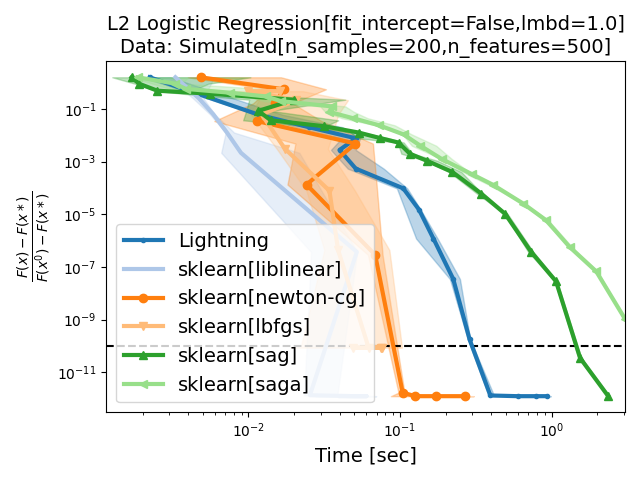 L2 Logistic Regression[fit_intercept=False,lmbd=1.0]
Data: Simulated[n_samples=200,n_features=500]
F(x) − F(x*)
F(x⁰) − F(x*)
10⁻¹
10⁻³
10⁻⁵
10⁻⁷
10⁻⁹
10⁻¹¹
Lightning
sklearn[liblinear]
sklearn[newton-cg]
sklearn[lbfgs]
sklearn[sag]
sklearn[saga]
10⁻² 10⁻¹ 10⁰
Time [sec]